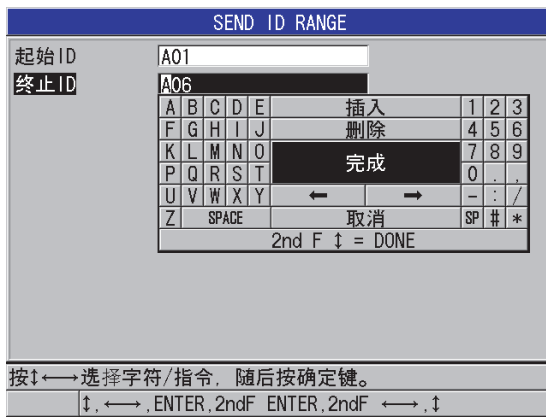 SEND ID RANGE
起始ID A01
终止ID A06
A B C D E 插入 1 2 3
F G H I J 删除 4 5 6
K L M N O 完成 7 8 9
P Q R S T 0 . ,
U V W X Y ← → - : /
Z SPACE 取消 SP # *
2nd F ↕ = DONE
按↕←→选择字符/指令, 随后按确定键。
↕, ←→ ,ENTER,2ndF ENTER,2ndF ←→ ,↕